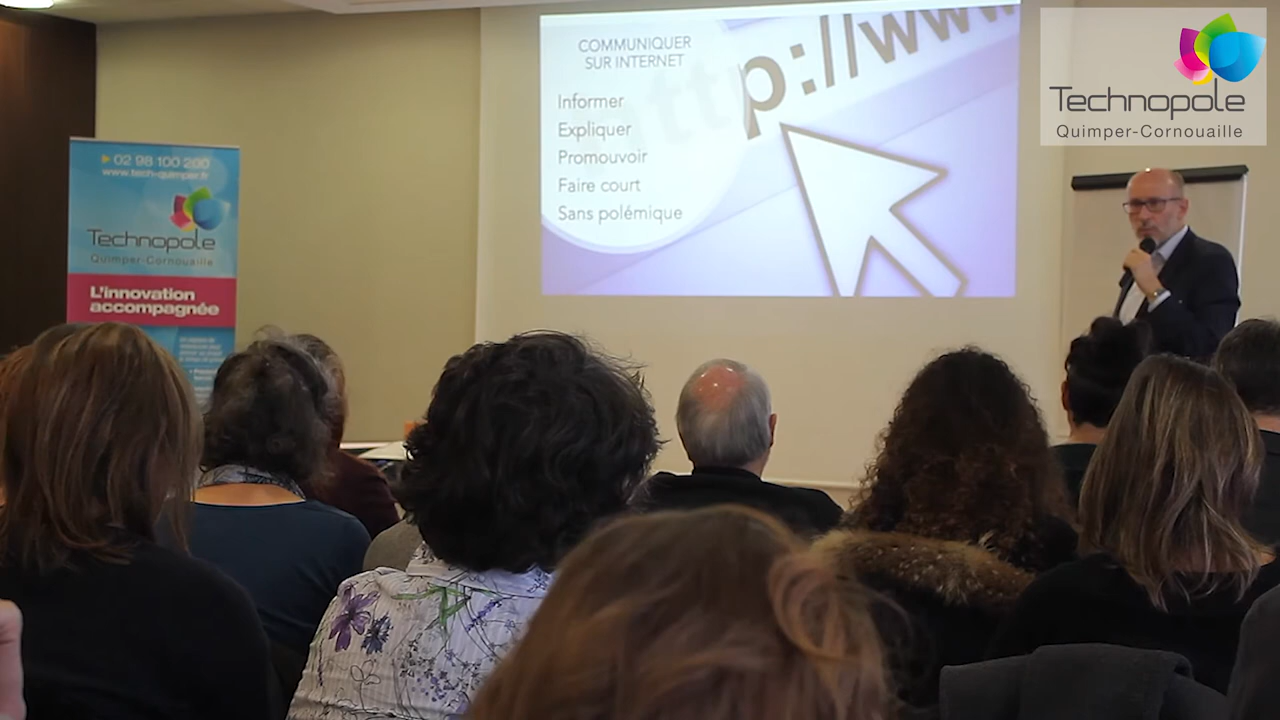 COMMUNIQUER
SUR INTERNET
Informer
Expliquer
Promouvoir
Faire court
Sans polémique
http://www
Technopole
Quimper-Cornouaille
02 98 100 200
www.tech-quimper.fr
Technopole
Quimper-Cornouaille
L'innovation
accompagnée